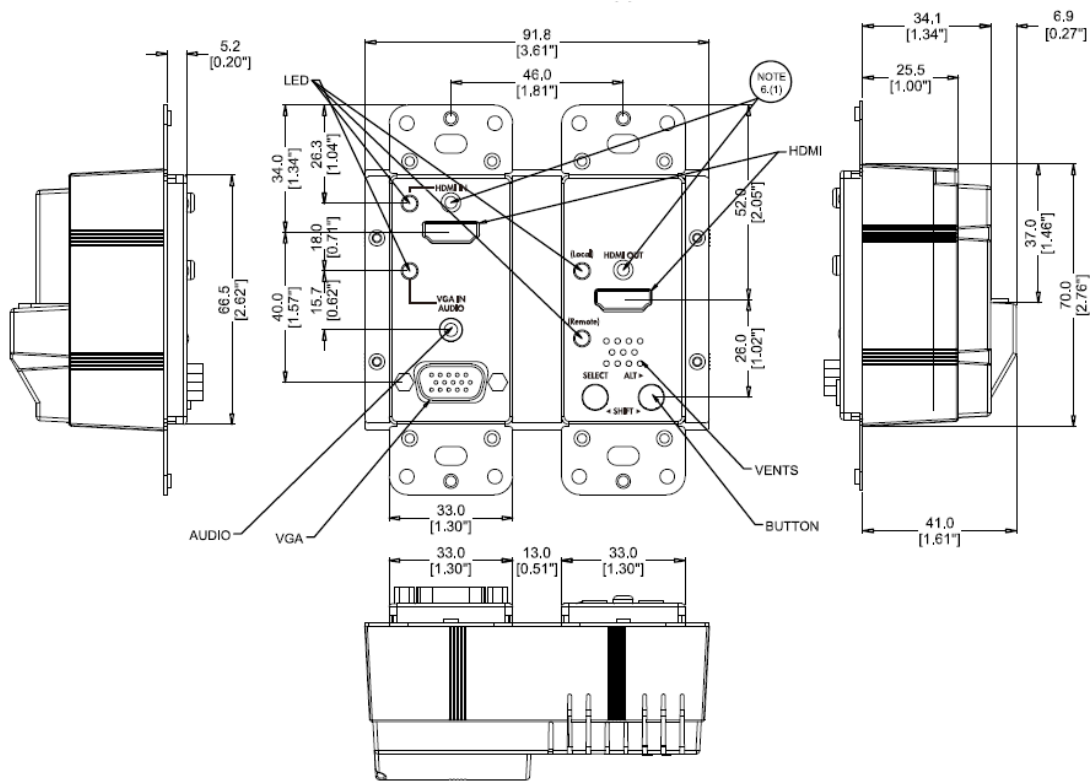 5.2
[0.20"]
LED
91.8
[3.61"]
46,0
[1,81"]
NOTE
6.(1)
34,1
[1.34"]
6.9
[0.27"]
25,5
[1.00"]
HDMI
34.0
[1.34"]
26.3
[1.04"]
18.0
[0.71"]
15.7
[0.62"]
40.0
[1.57"]
66.5
[2.62"]
HDMI IN
VGA IN
AUDIO
(Local)
HDMI OUT
(Remote)
SELECT
ALT ►
◄ SHIFT ►
52.0
[2.05"]
26.0
[1.02"]
37.0
[1.46"]
70.0
[2.76"]
VENTS
BUTTON
AUDIO
VGA
33.0
[1.30"]
41.0
[1.61"]
33.0
[1.30"]
13.0
[0.51"]
33.0
[1.30"]